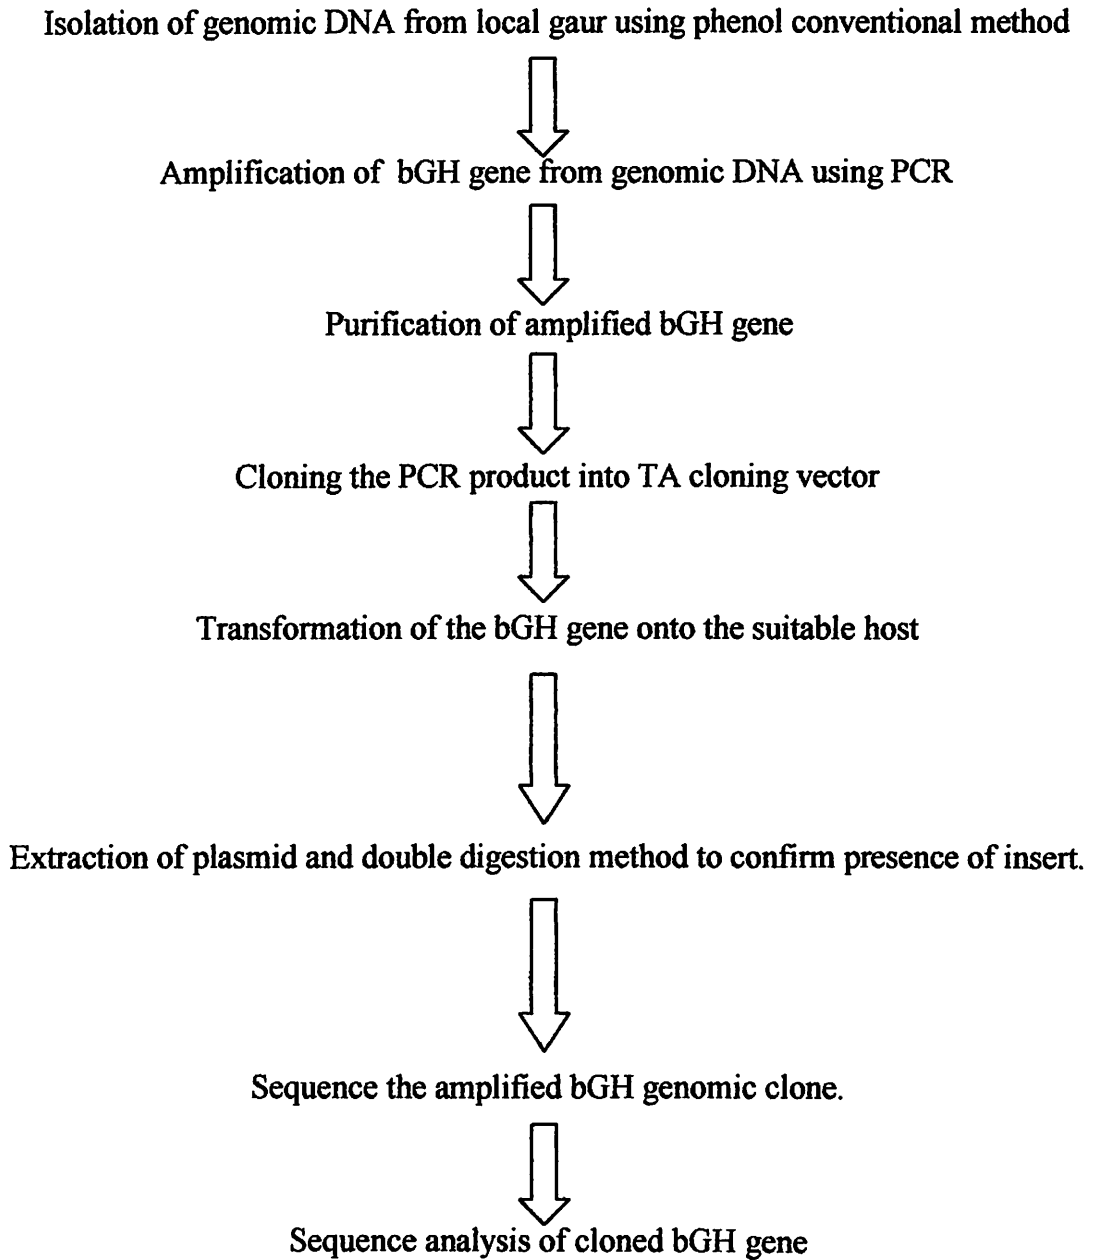 Isolation of genomic DNA from local gaur using phenol conventional method
Amplification of bGH gene from genomic DNA using PCR
Purification of amplified bGH gene
Cloning the PCR product into TA cloning vector
Transformation of the bGH gene onto the suitable host
Extraction of plasmid and double digestion method to confirm presence of insert.
Sequence the amplified bGH genomic clone.
Sequence analysis of cloned bGH gene